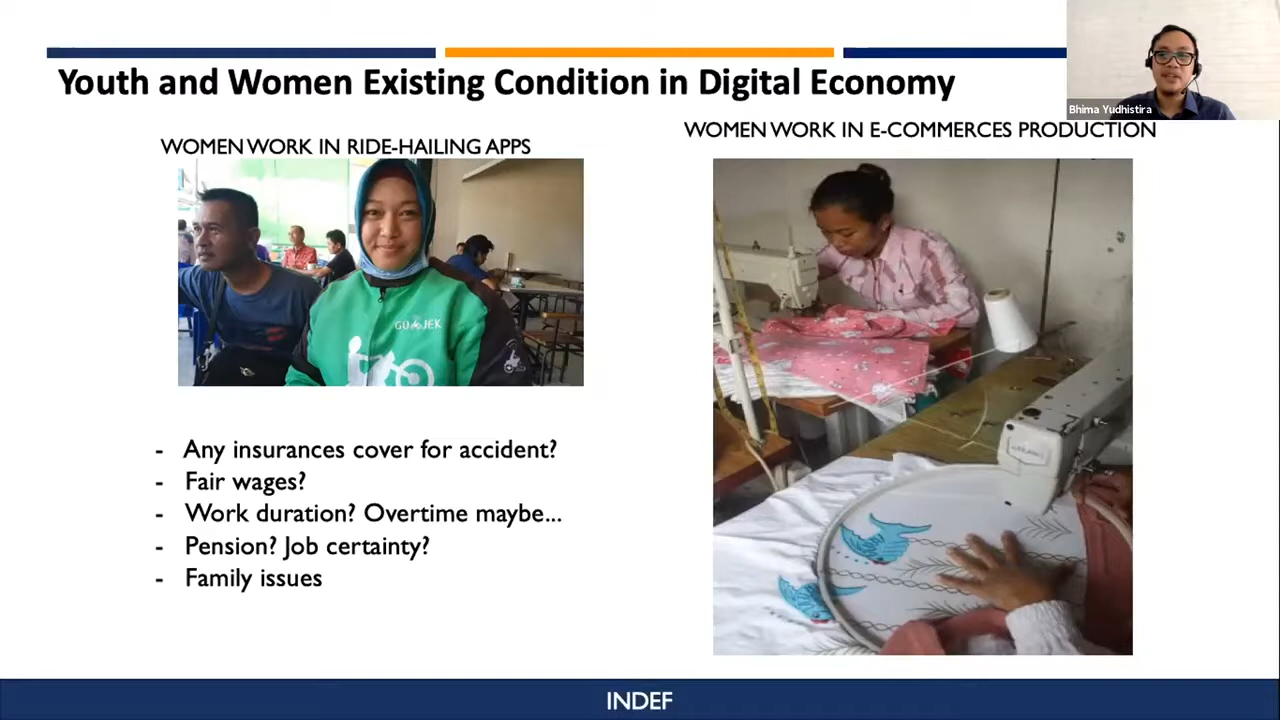 Youth and Women Existing Condition in Digital Economy
Bhima Yudhistira
WOMEN WORK IN RIDE-HAILING APPS
WOMEN WORK IN E-COMMERCES PRODUCTION
GOJEK
- Any insurances cover for accident?
- Fair wages?
- Work duration? Overtime maybe...
- Pension? Job certainty?
- Family issues
INDEF